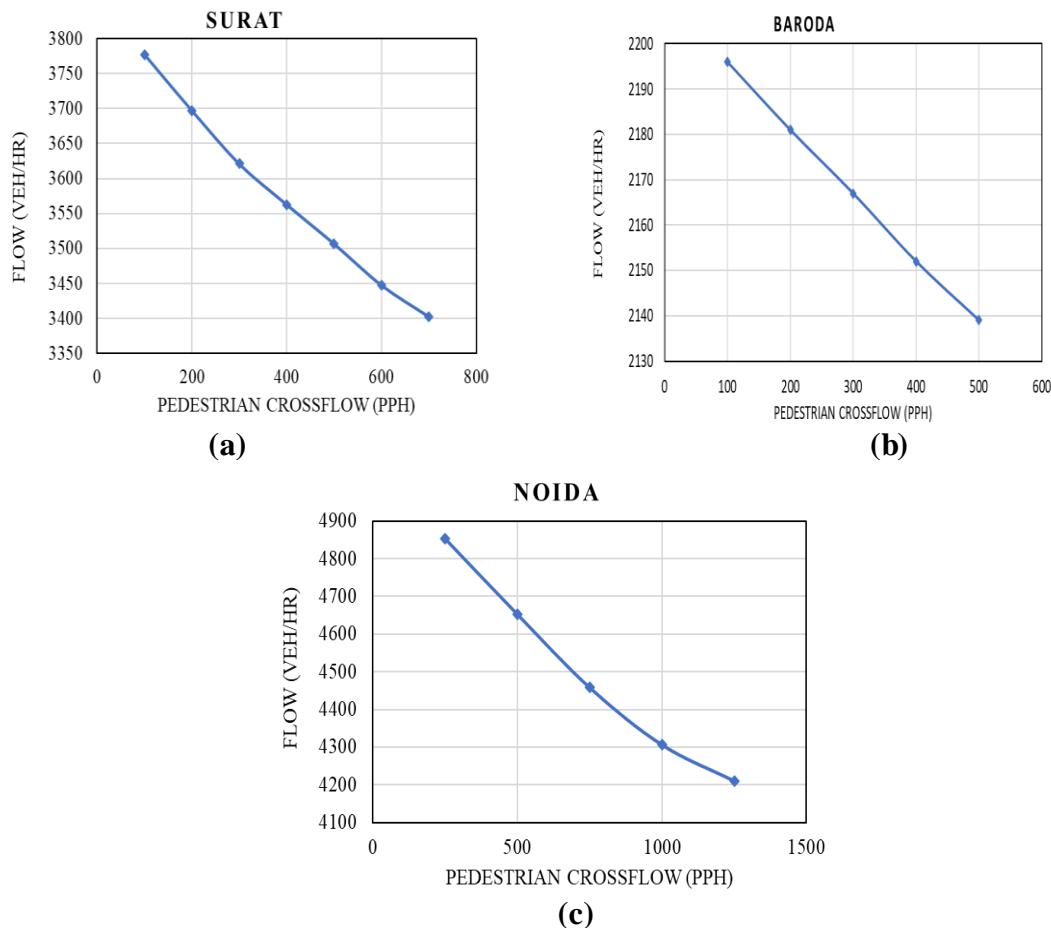 SURAT
FLOW (VEH/HR)
3800
3750
3700
3650
3600
3550
3500
3450
3400
3350
0 200 400 600 800
PEDESTRIAN CROSSFLOW (PPH)
(a)
BARODA
FLOW (VEH/HR)
2200
2190
2180
2170
2160
2150
2140
2130
0 100 200 300 400 500 600
PEDESTRIAN CROSSFLOW (PPH)
(b)
NOIDA
FLOW (VEH/HR)
4900
4800
4700
4600
4500
4400
4300
4200
4100
0 500 1000 1500
PEDESTRIAN CROSSFLOW (PPH)
(c)